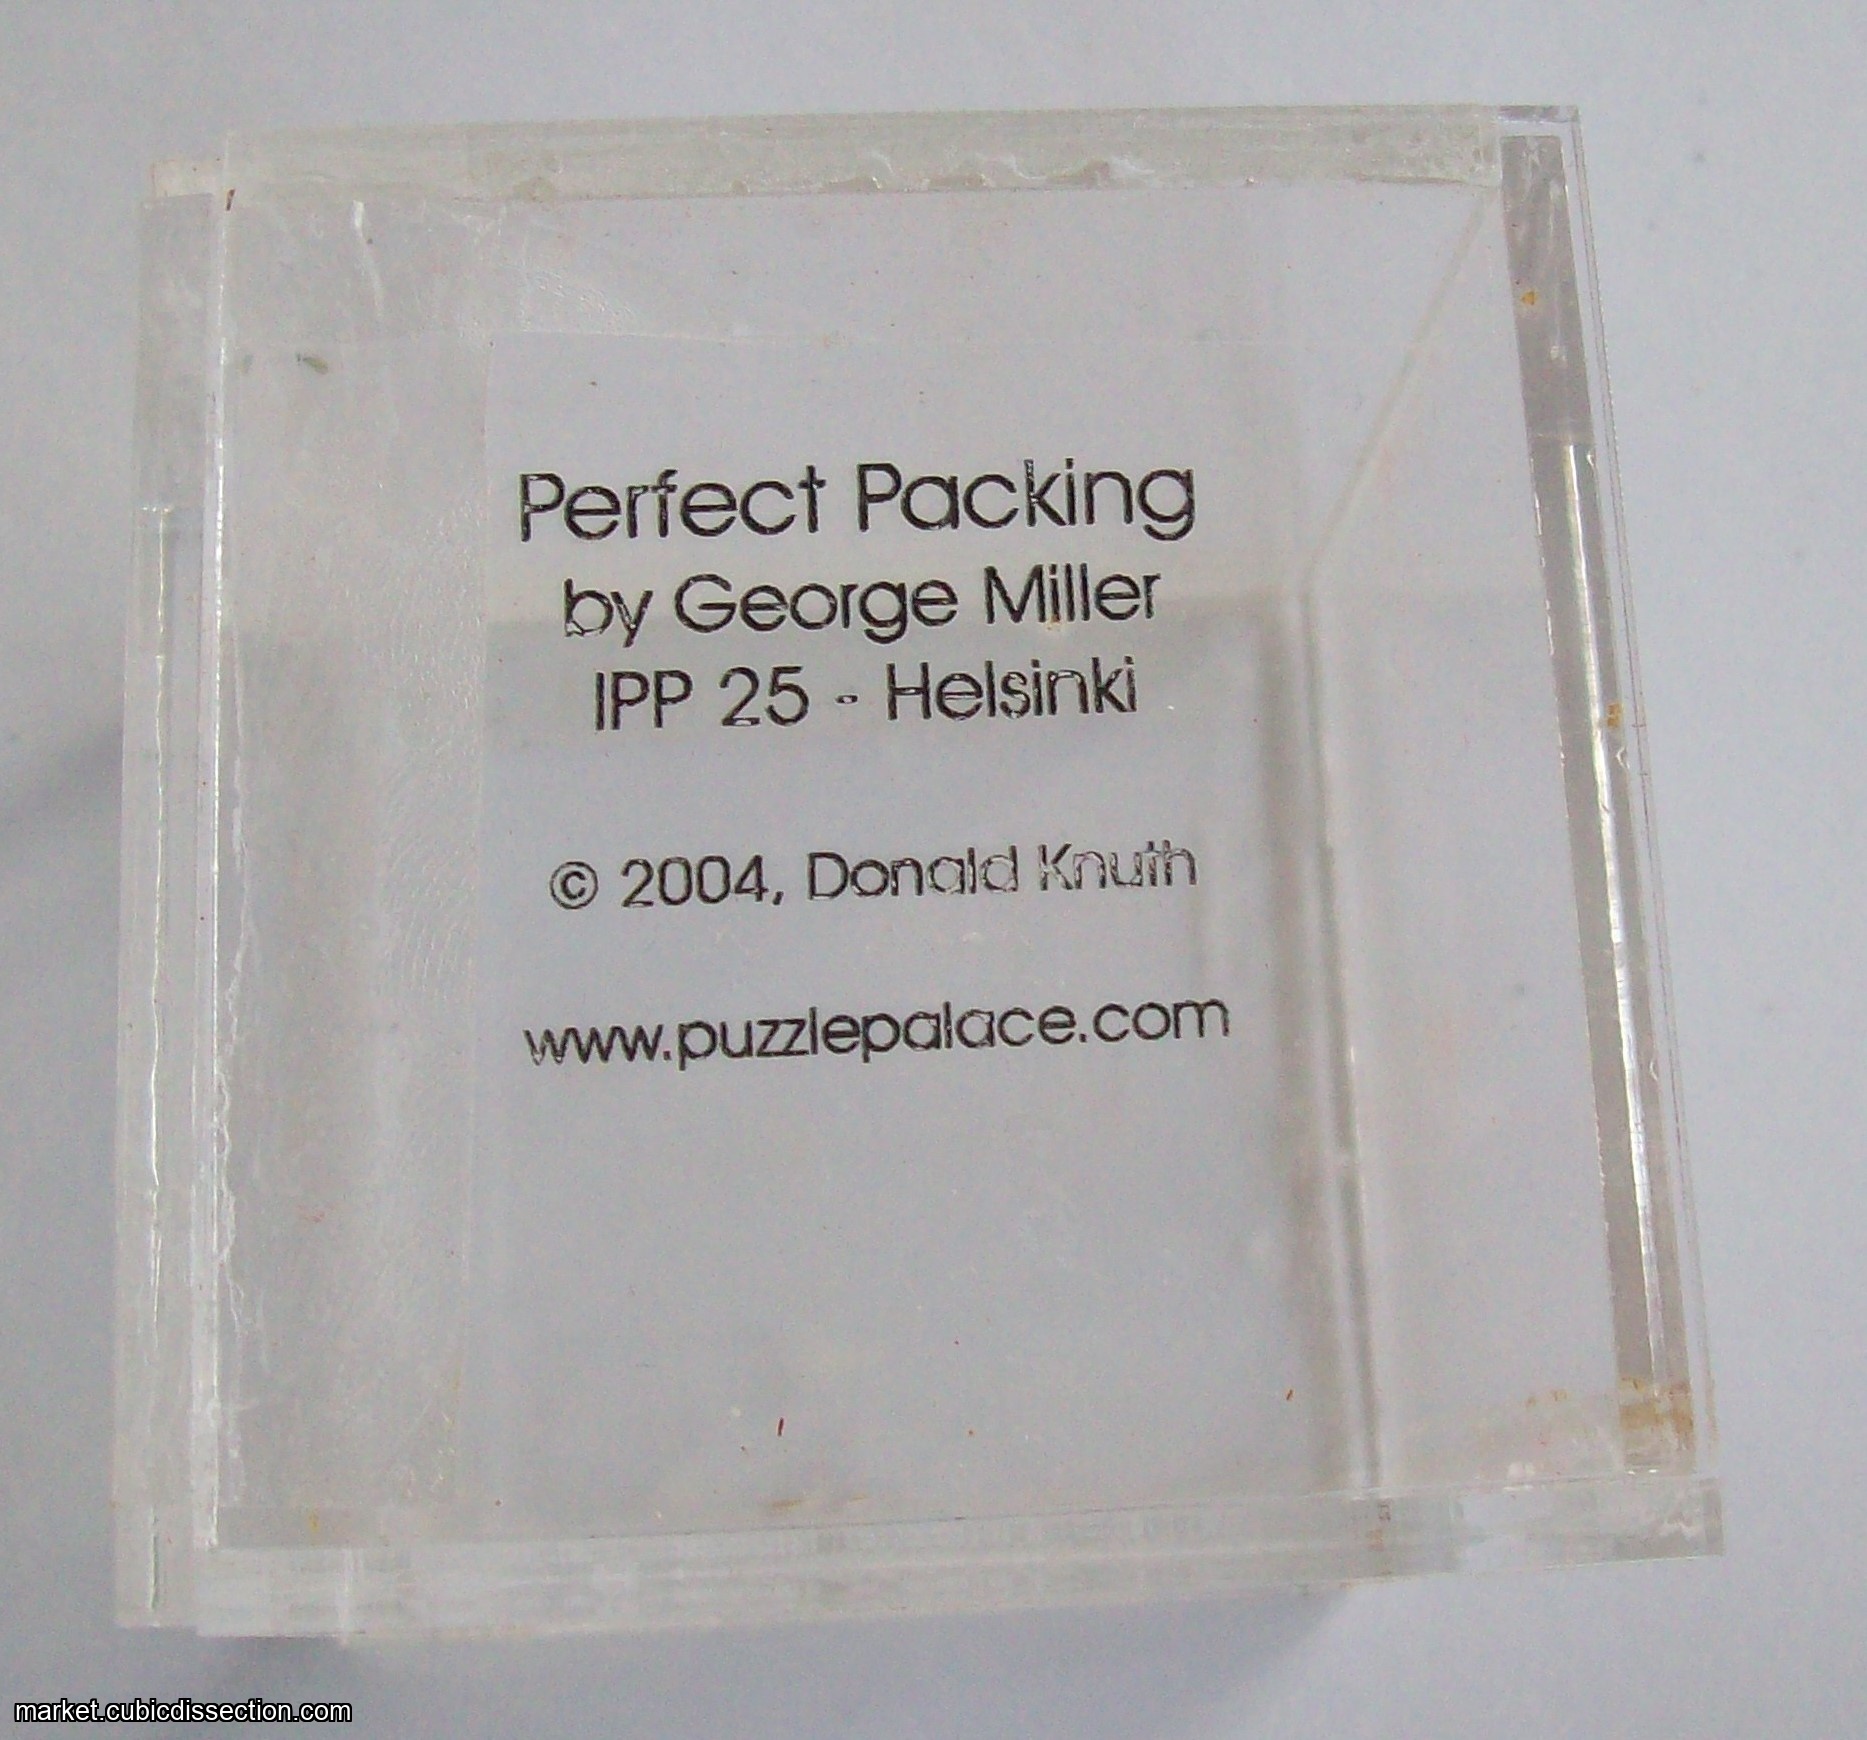 Perfect Packing
by George Miller
IPP 25 - Helsinki
© 2004, Donald Knuth
www.puzzlepalace.com
market.cubicdissection.com